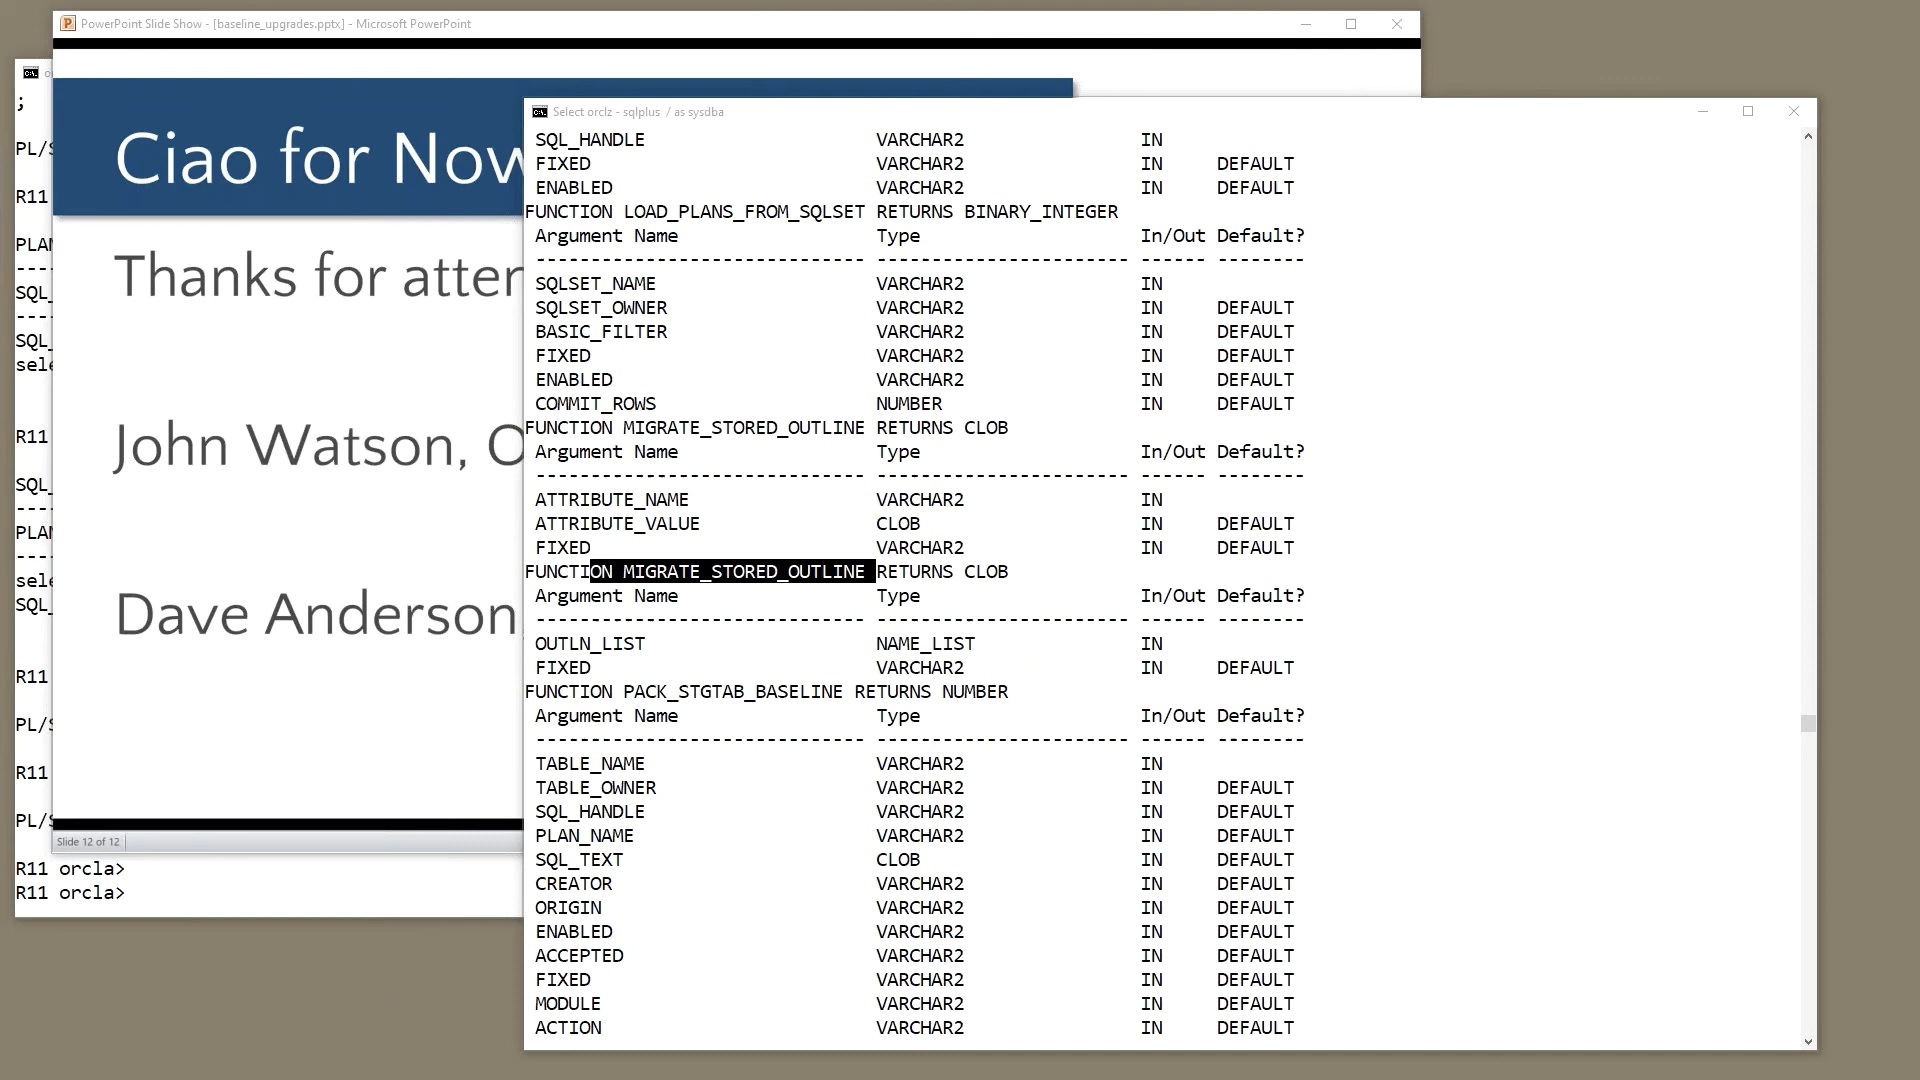 PowerPoint Slide Show - [baseline_upgrades.pptx] - Microsoft PowerPoint
Ciao for Now
Thanks for atten
John Watson, O
Dave Anderson,
Slide 12 of 12
;
PL/S
R11
PLAN
----
SQL_
----
SQL_
sele
R11
SQL_
----
PLAN
----
sele
SQL_
R11
PL/S
R11
PL/S
R11 orcla>
R11 orcla>
Select orclz - sqlplus / as sysdba
SQL_HANDLE VARCHAR2 IN
FIXED VARCHAR2 IN DEFAULT
ENABLED VARCHAR2 IN DEFAULT
FUNCTION LOAD_PLANS_FROM_SQLSET RETURNS BINARY_INTEGER
Argument Name Type In/Out Default?
------------------------------ ----------------------- ------ --------
SQLSET_NAME VARCHAR2 IN
SQLSET_OWNER VARCHAR2 IN DEFAULT
BASIC_FILTER VARCHAR2 IN DEFAULT
FIXED VARCHAR2 IN DEFAULT
ENABLED VARCHAR2 IN DEFAULT
COMMIT_ROWS NUMBER IN DEFAULT
FUNCTION MIGRATE_STORED_OUTLINE RETURNS CLOB
Argument Name Type In/Out Default?
------------------------------ ----------------------- ------ --------
ATTRIBUTE_NAME VARCHAR2 IN
ATTRIBUTE_VALUE CLOB IN DEFAULT
FIXED VARCHAR2 IN DEFAULT
FUNCTION MIGRATE_STORED_OUTLINE RETURNS CLOB
Argument Name Type In/Out Default?
------------------------------ ----------------------- ------ --------
OUTLN_LIST NAME_LIST IN
FIXED VARCHAR2 IN DEFAULT
FUNCTION PACK_STGTAB_BASELINE RETURNS NUMBER
Argument Name Type In/Out Default?
------------------------------ ----------------------- ------ --------
TABLE_NAME VARCHAR2 IN
TABLE_OWNER VARCHAR2 IN DEFAULT
SQL_HANDLE VARCHAR2 IN DEFAULT
PLAN_NAME VARCHAR2 IN DEFAULT
SQL_TEXT CLOB IN DEFAULT
CREATOR VARCHAR2 IN DEFAULT
ORIGIN VARCHAR2 IN DEFAULT
ENABLED VARCHAR2 IN DEFAULT
ACCEPTED VARCHAR2 IN DEFAULT
FIXED VARCHAR2 IN DEFAULT
MODULE VARCHAR2 IN DEFAULT
ACTION VARCHAR2 IN DEFAULT